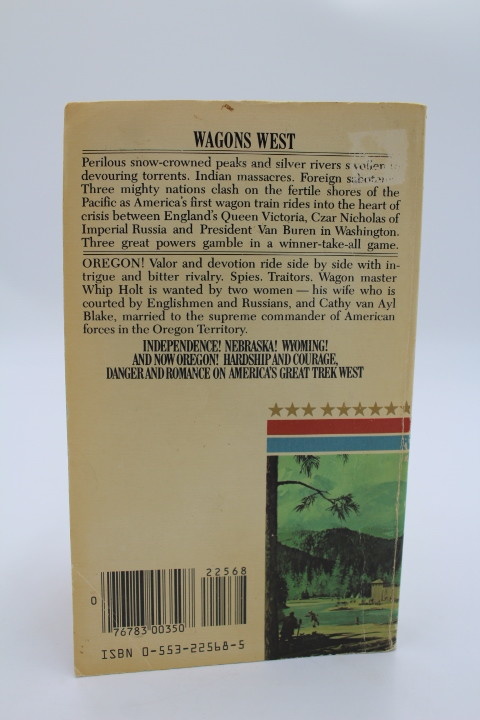 WAGONS WEST
Perilous snow-crowned peaks and silver rivers
devouring torrents. Indian massacres. Foreign
Three mighty nations clash on the fertile shores of the
Pacific as America's first wagon train rides into the heart of
crisis between England's Queen Victoria, Czar Nicholas of
Imperial Russia and President Van Buren in Washington.
Three great powers gamble in a winner-take-all game.
OREGON! Valor and devotion ride side by side with in-
trigue and bitter rivalry. Spies. Traitors. Wagon master
Whip Holt is wanted by two women — his wife who is
courted by Englishmen and Russians, and Cathy van Ayl
Blake, married to the supreme commander of American
forces in the Oregon Territory.
INDEPENDENCE! NEBRASKA! WYOMING!
AND NOW OREGON! HARDSHIP AND COURAGE,
DANGER AND ROMANCE ON AMERICA'S GREAT TREK WEST
22568
0
76783 00350
ISBN 0-553-22568-5